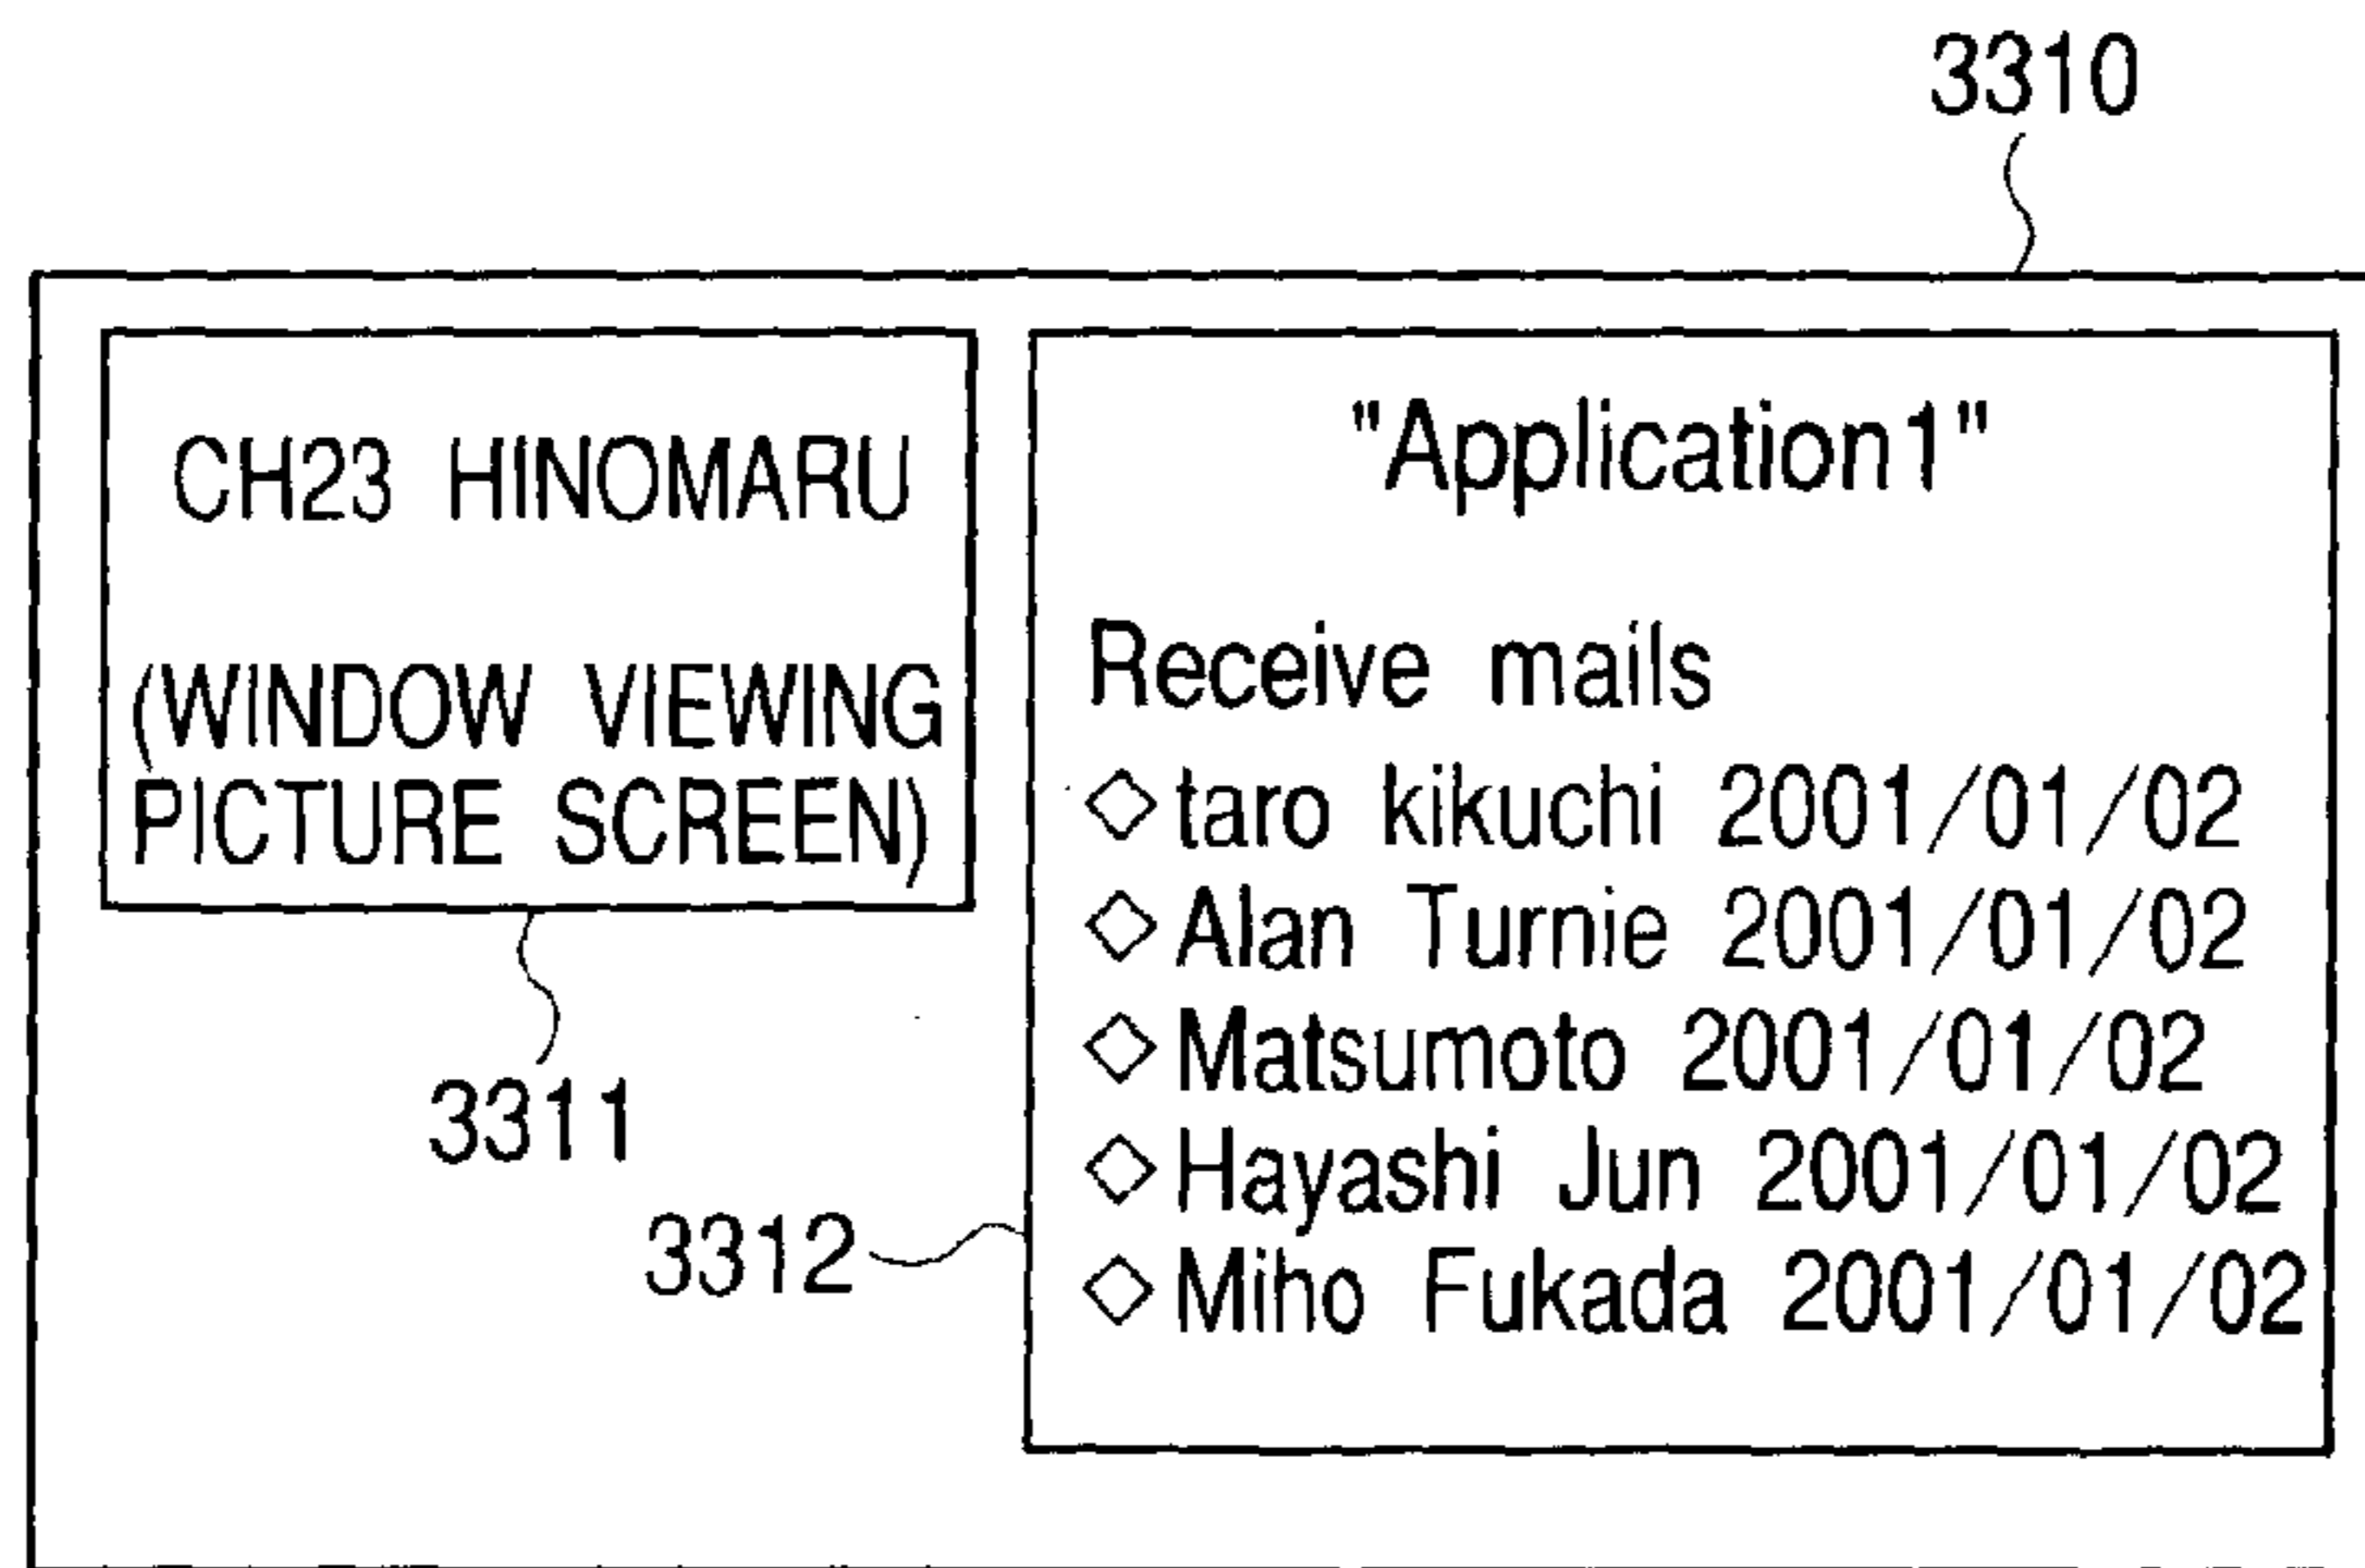 3310
CH23 HINOMARU
(WINDOW VIEWING
PICTURE SCREEN)
3311
3312
"Application1"
Receive mails
◇ taro kikuchi 2001/01/02
◇ Alan Turnie 2001/01/02
◇ Matsumoto 2001/01/02
◇ Hayashi Jun 2001/01/02
◇ Miho Fukada 2001/01/02